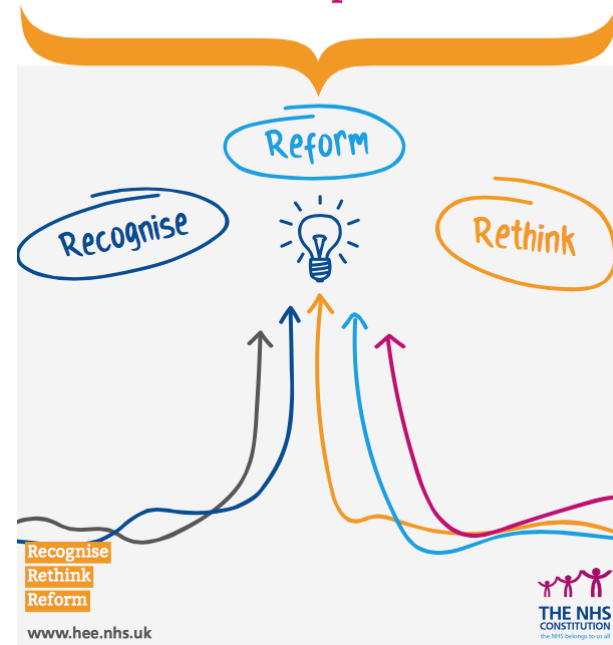 Reform
Recognise
Rethink
Recognise
Rethink
Reform
www.hee.nhs.uk
THE NHS
CONSTITUTION
the NHS belongs to us all